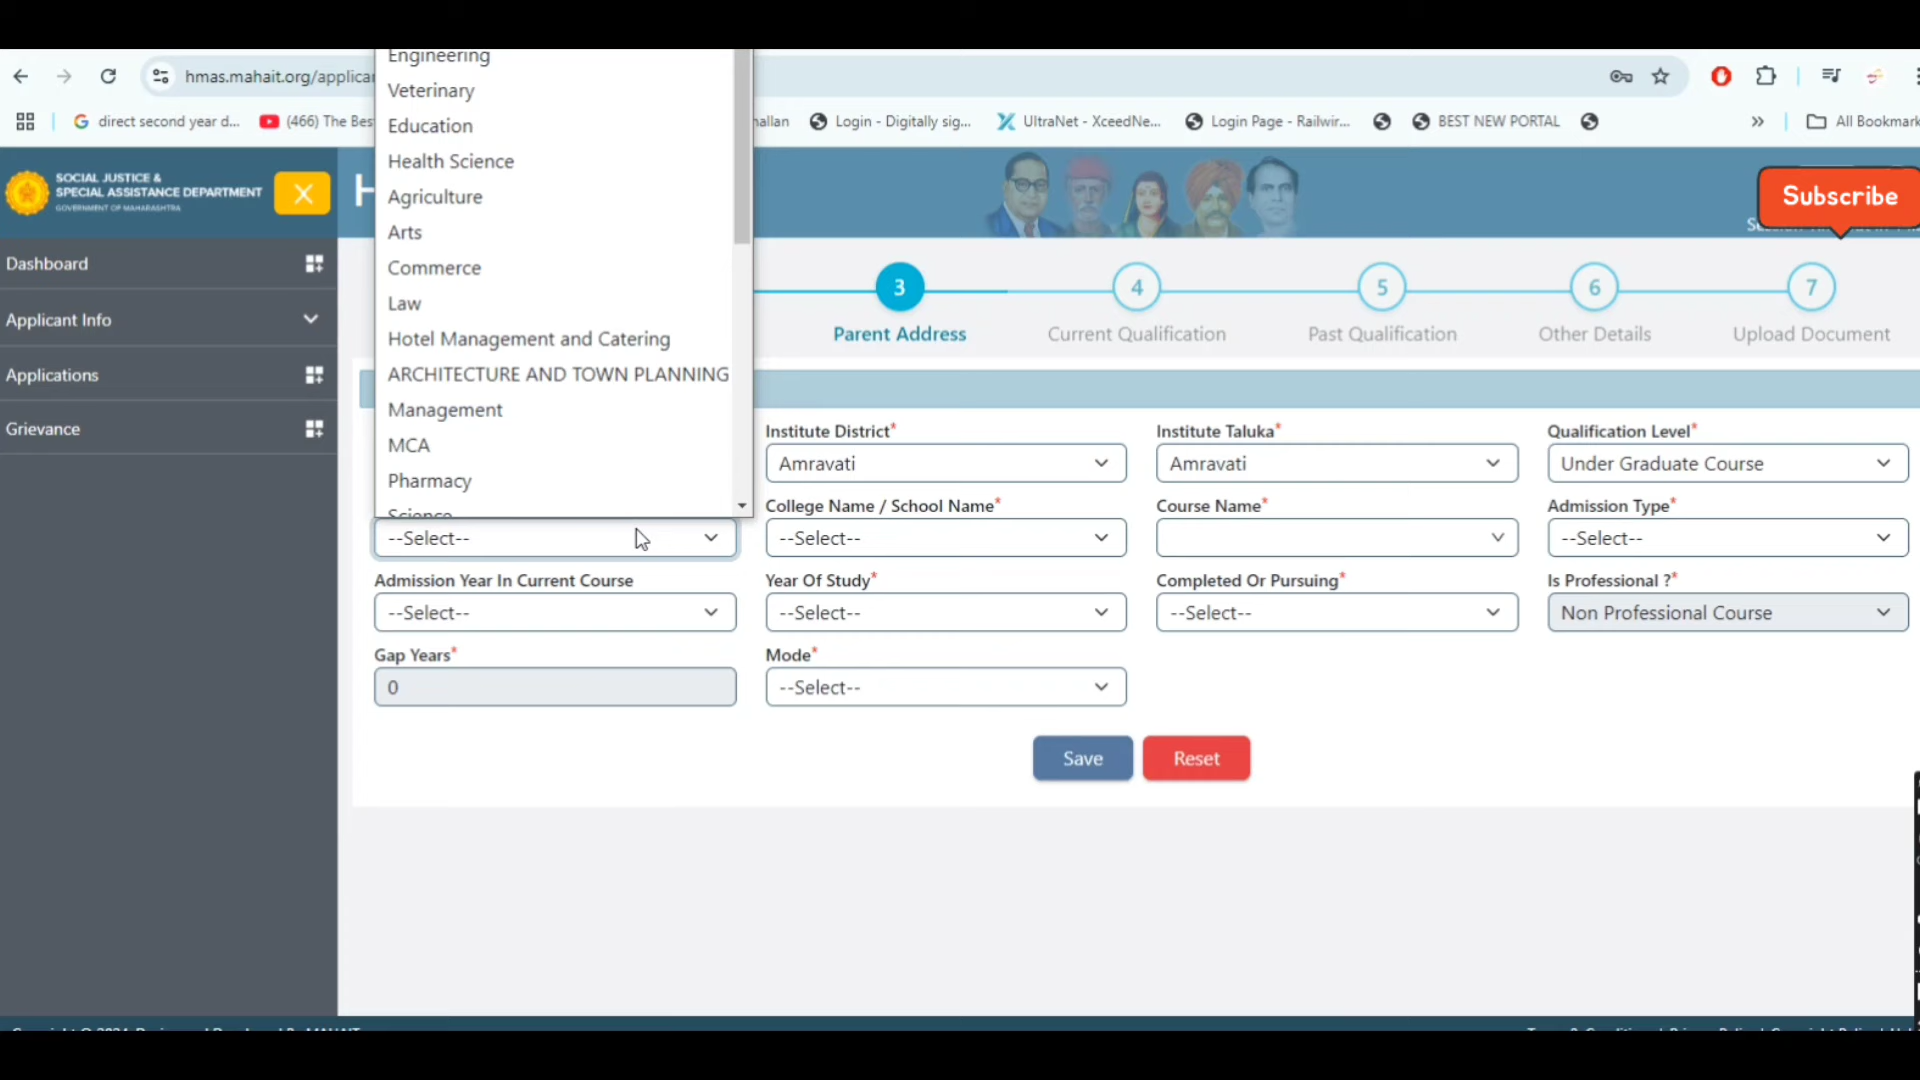 Engineering
hmas.mahait.org/applican
Veterinary
direct second year d...
(466) The Best
Education
hallan
Login - Digitally sig...
UltraNet - XceedNe...
Login Page - Railwir...
BEST NEW PORTAL
»
All Bookmark
Health Science
SOCIAL JUSTICE &
SPECIAL ASSISTANCE DEPARTMENT
GOVERNMENT OF MAHARASHTRA
H
Subscribe
Agriculture
Arts
Commerce
Law
Hotel Management and Catering
ARCHITECTURE AND TOWN PLANNING
Management
MCA
Pharmacy
Science
Dashboard
Applicant Info
Applications
Grievance
3
4
5
6
7
Parent Address
Current Qualification
Past Qualification
Other Details
Upload Document
Institute District*
Institute Taluka*
Qualification Level*
Amravati
Amravati
Under Graduate Course
College Name / School Name*
Course Name*
Admission Type*
--Select--
--Select--
--Select--
Admission Year In Current Course
Year Of Study*
Completed Or Pursuing*
Is Professional ?*
--Select--
--Select--
--Select--
Non Professional Course
Gap Years*
Mode*
0
--Select--
Save
Reset